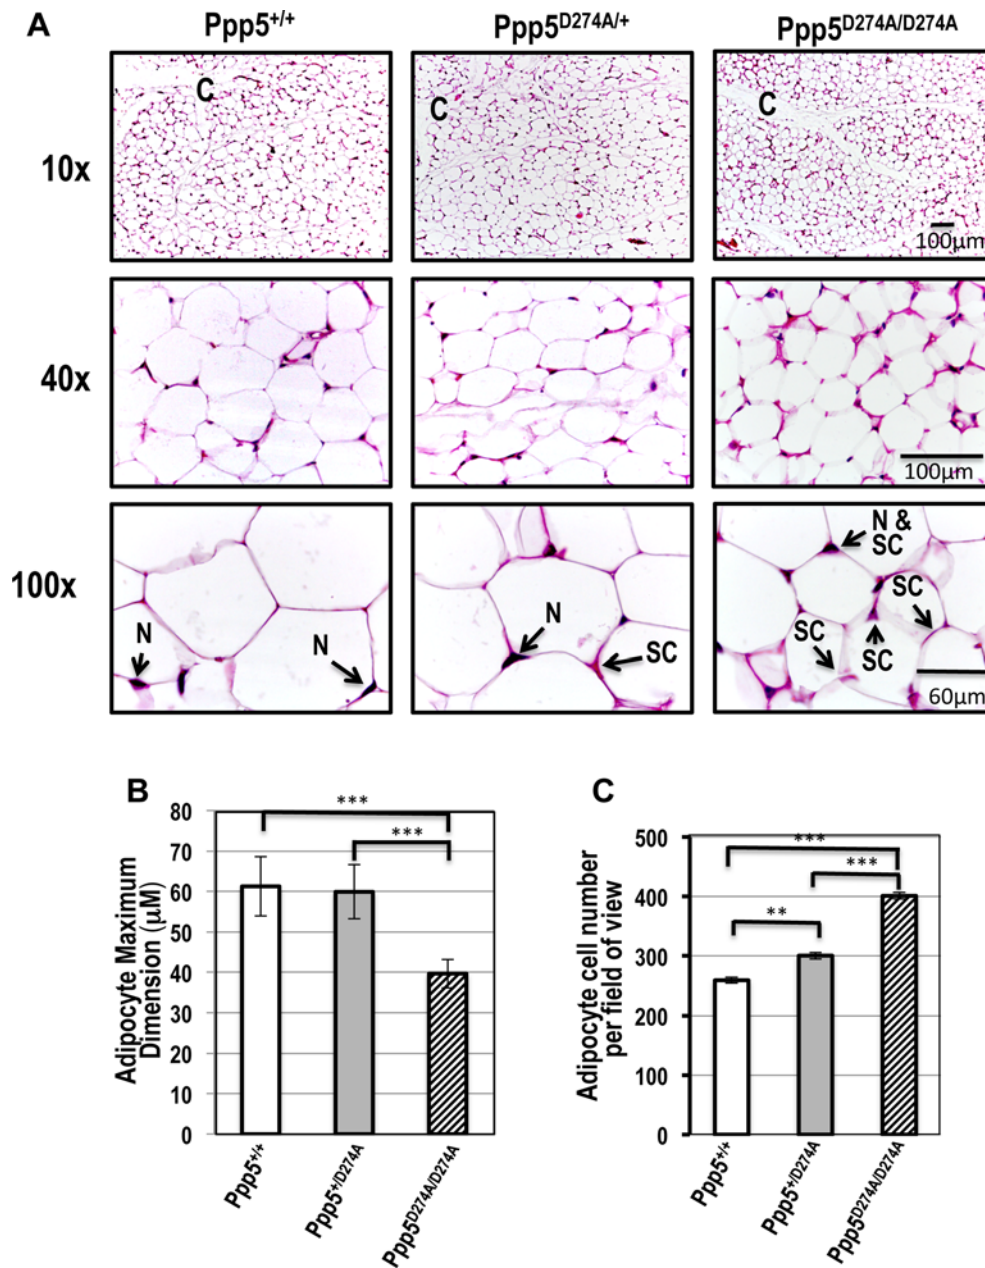 A
Ppp5+/+
Ppp5D274A/+
Ppp5D274A/D274A
10x
C
C
C
100µm
40x
100µm
100x
N
N
N
SC
N &
SC
SC
SC
SC
60µm
B
Adipocyte Maximum
Dimension (µM)
80
70
60
50
40
30
20
10
0
***
***
Ppp5+/+
Ppp5+/D274A
Ppp5D274A/D274A
C
Adipocyte cell number
per field of view
500
400
300
200
100
0
***
***
**
Ppp5+/+
Ppp5+/D274A
Ppp5D274A/D274A